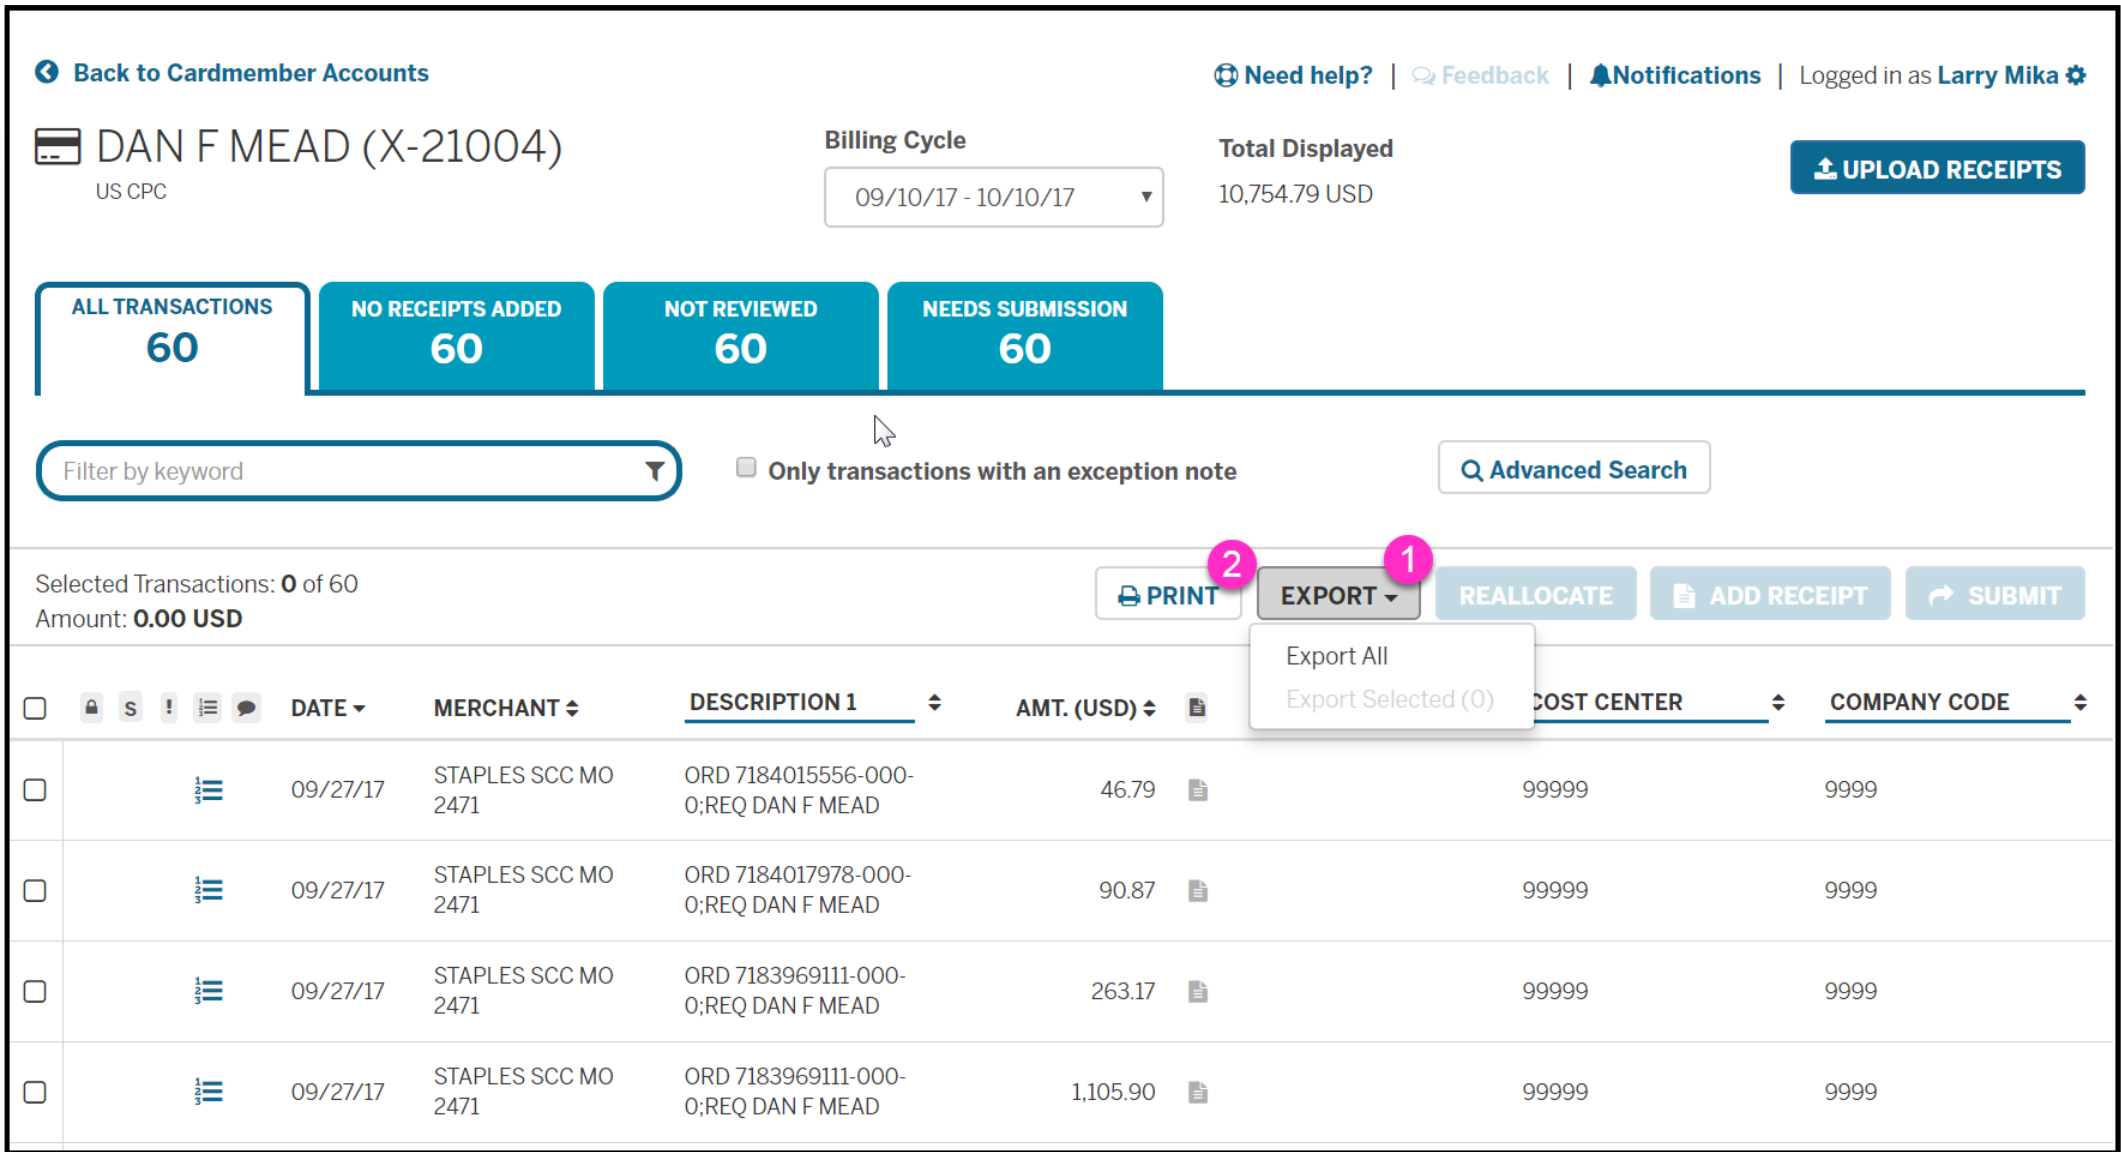 Back to Cardmember Accounts
Need help? | Feedback | Notifications | Logged in as Larry Mika
DAN F MEAD (X-21004)
US CPC
Billing Cycle
09/10/17 - 10/10/17
Total Displayed
10,754.79 USD
UPLOAD RECEIPTS
ALL TRANSACTIONS
60
NO RECEIPTS ADDED
60
NOT REVIEWED
60
NEEDS SUBMISSION
60
Filter by keyword
Only transactions with an exception note
Advanced Search
Selected Transactions: 0 of 60
Amount: 0.00 USD
PRINT
2
EXPORT
1
REALLOCATE
ADD RECEIPT
SUBMIT
Export All
Export Selected (0)
S ! DATE MERCHANT DESCRIPTION 1 AMT. (USD) COST CENTER COMPANY CODE
09/27/17 STAPLES SCC MO ORD 7184015556-000- 46.79 99999 9999
2471 0;REQ DAN F MEAD
09/27/17 STAPLES SCC MO ORD 7184017978-000- 90.87 99999 9999
2471 0;REQ DAN F MEAD
09/27/17 STAPLES SCC MO ORD 7183969111-000- 263.17 99999 9999
2471 0;REQ DAN F MEAD
09/27/17 STAPLES SCC MO ORD 7183969111-000- 1,105.90 99999 9999
2471 0;REQ DAN F MEAD